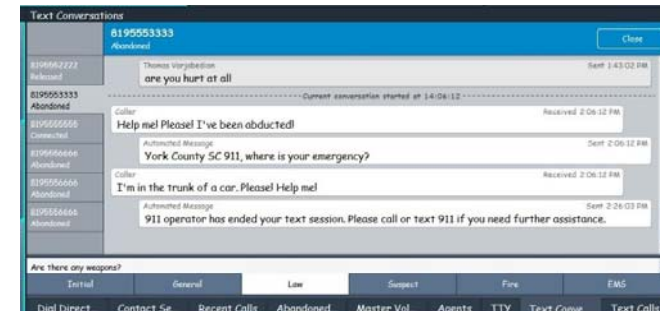 Text Conversations
8195553333
Abandoned
Close
8195552222
Released
8195553333
Abandoned
8195555555
Connected
8195556666
Abandoned
8195556666
Abandoned
8195556666
Abandoned
Thomas Varjabedian
Sent 1:43:02 PM
are you hurt at all
Current conversation started at 14:06:12
Caller
Received 2:06:12 PM
Help me! Please! I've been abducted!
Automated Message
Sent 2:06:12 PM
York County SC 911, where is your emergency?
Caller
Received 2:06:12 PM
I'm in the trunk of a car. Please! Help me!
Automated Message
Sent 2:26:03 PM
911 operator has ended your text session. Please call or text 911 if you need further assistance.
Are there any weapons?
Initial
General
Law
Suspect
Fire
EMS
Dial Direct
Contact Se
Recent Calls
Abandoned
Master Vol
Agents
TTY
Text Conve
Text Calls